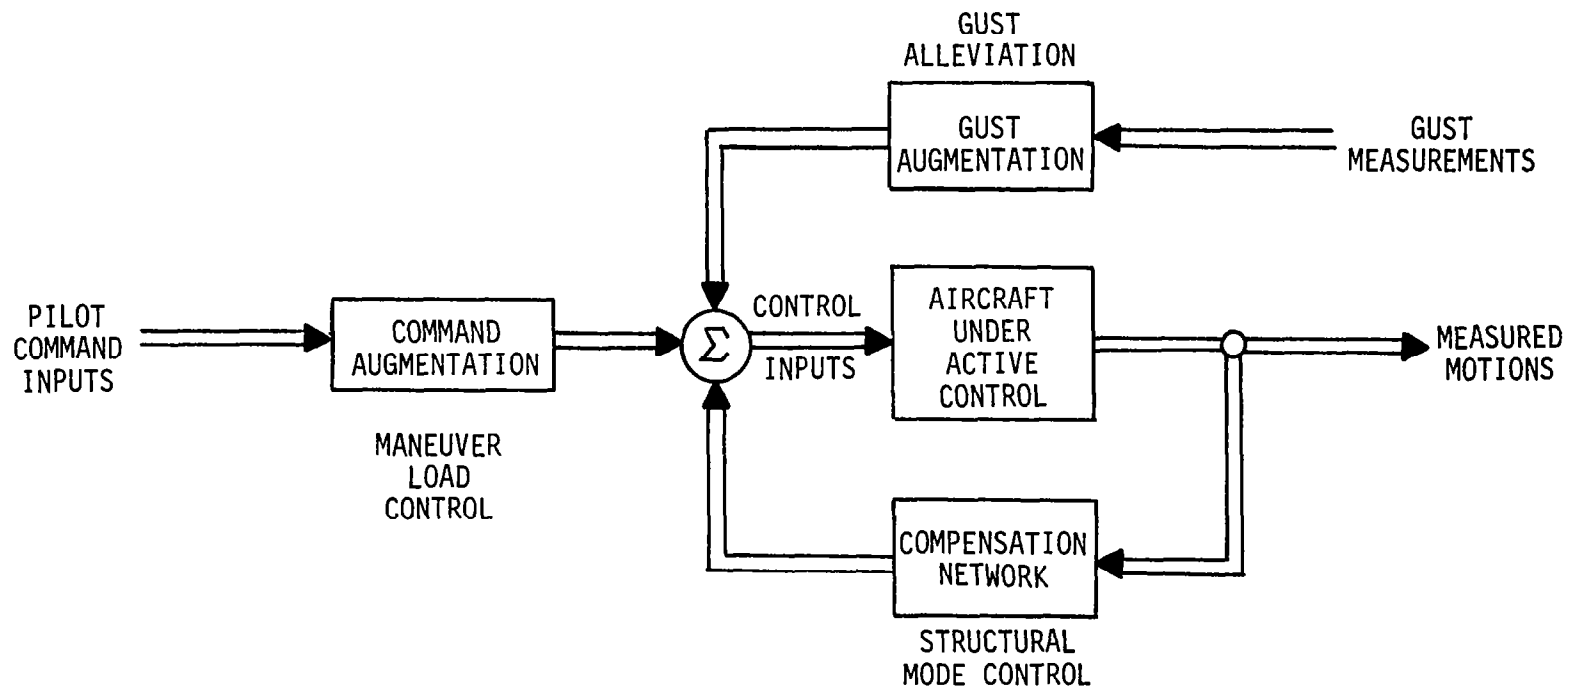 GUST
ALLEVIATION
GUST
AUGMENTATION
GUST
MEASUREMENTS
PILOT
COMMAND
INPUTS
COMMAND
AUGMENTATION
MANEUVER
LOAD
CONTROL
Σ
CONTROL
INPUTS
AIRCRAFT
UNDER
ACTIVE
CONTROL
MEASURED
MOTIONS
COMPENSATION
NETWORK
STRUCTURAL
MODE CONTROL